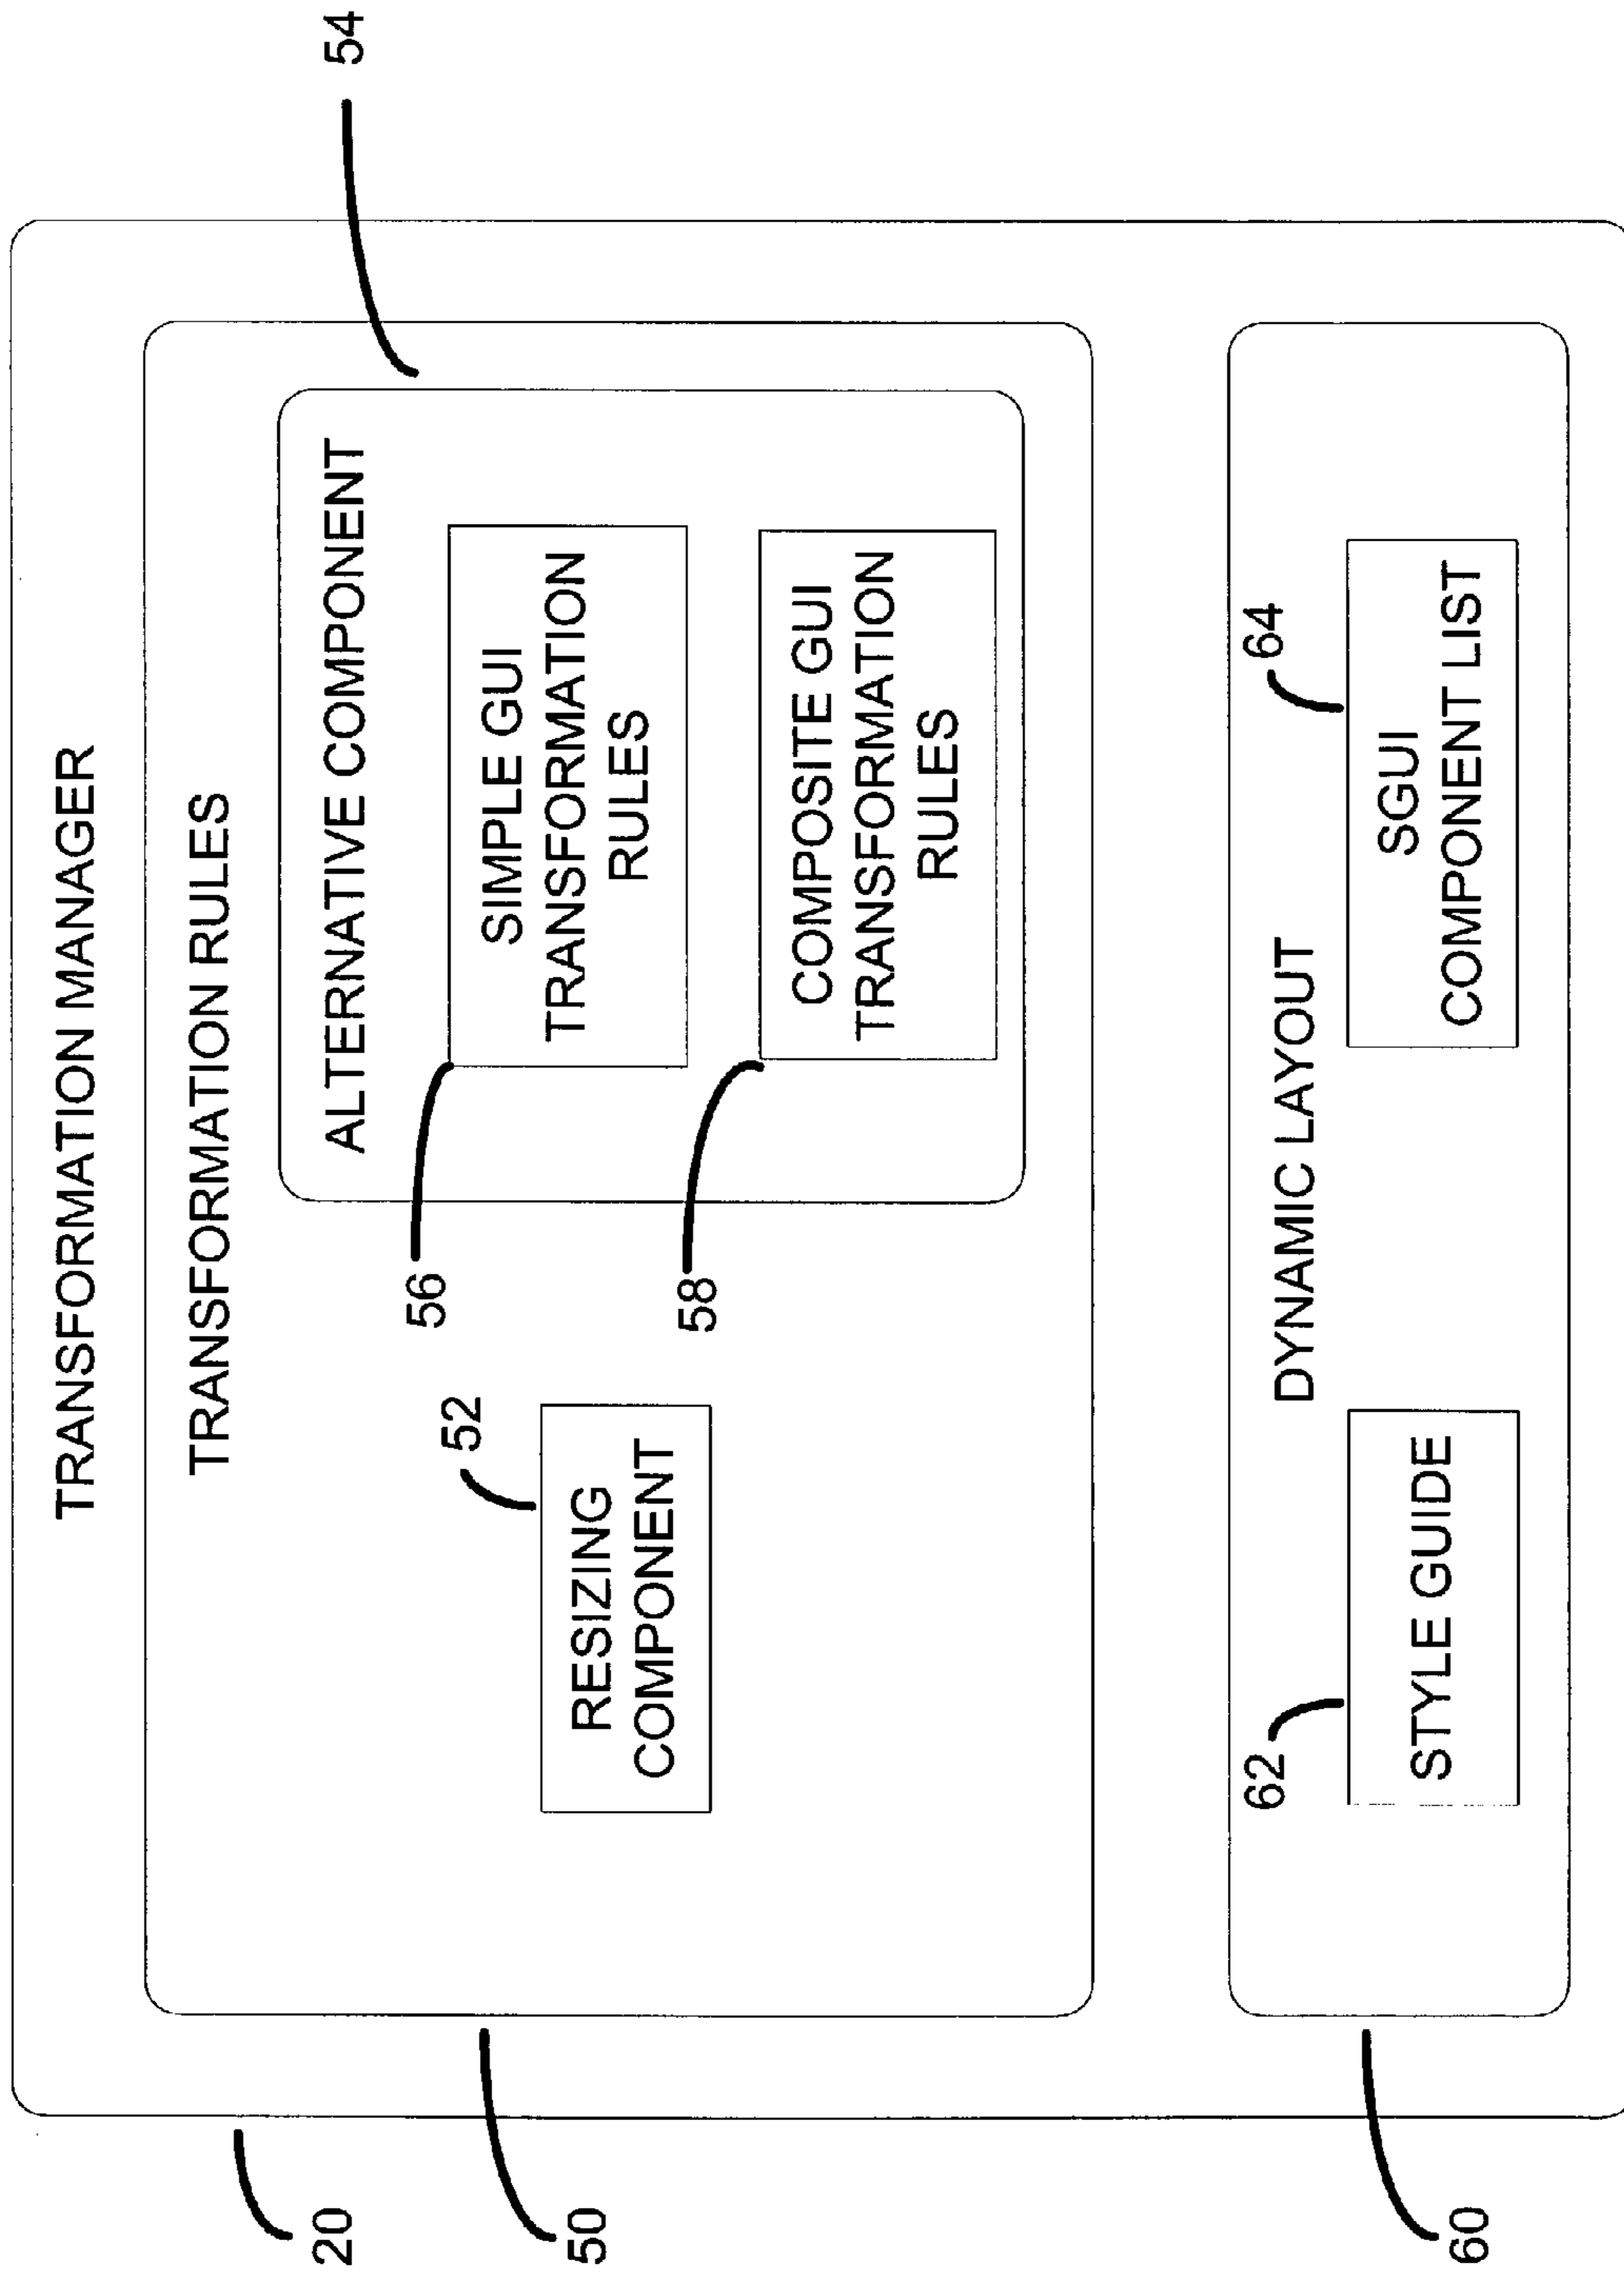 TRANSFORMATION MANAGER
20
TRANSFORMATION RULES
50
54
ALTERNATIVE COMPONENT
52
RESIZING
COMPONENT
56
SIMPLE GUI
TRANSFORMATION
RULES
58
COMPOSITE GUI
TRANSFORMATION
RULES
60
DYNAMIC LAYOUT
62
STYLE GUIDE
64
SGUI
COMPONENT LIST